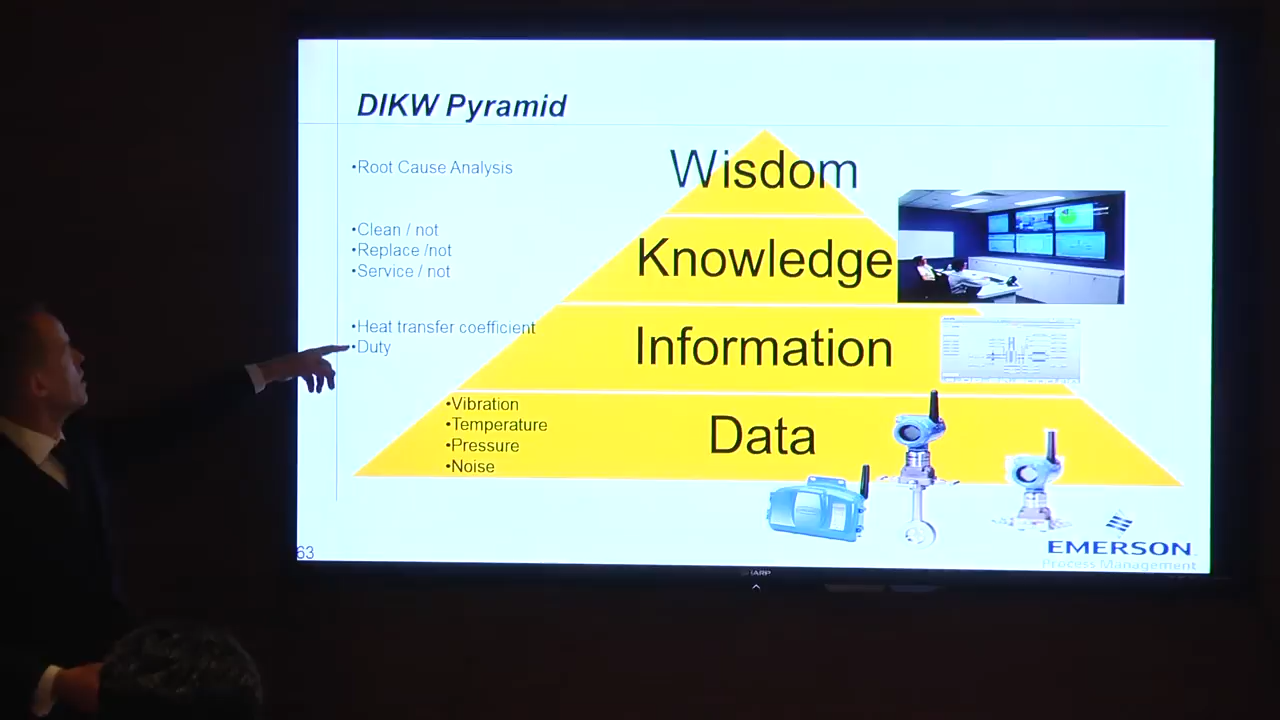 DIKW Pyramid
•Root Cause Analysis
Wisdom
•Clean / not
•Replace /not
•Service / not
Knowledge
•Heat transfer coefficient
•Duty
Information
•Vibration
•Temperature
•Pressure
•Noise
Data
EMERSON
Process Management
63
SHARP